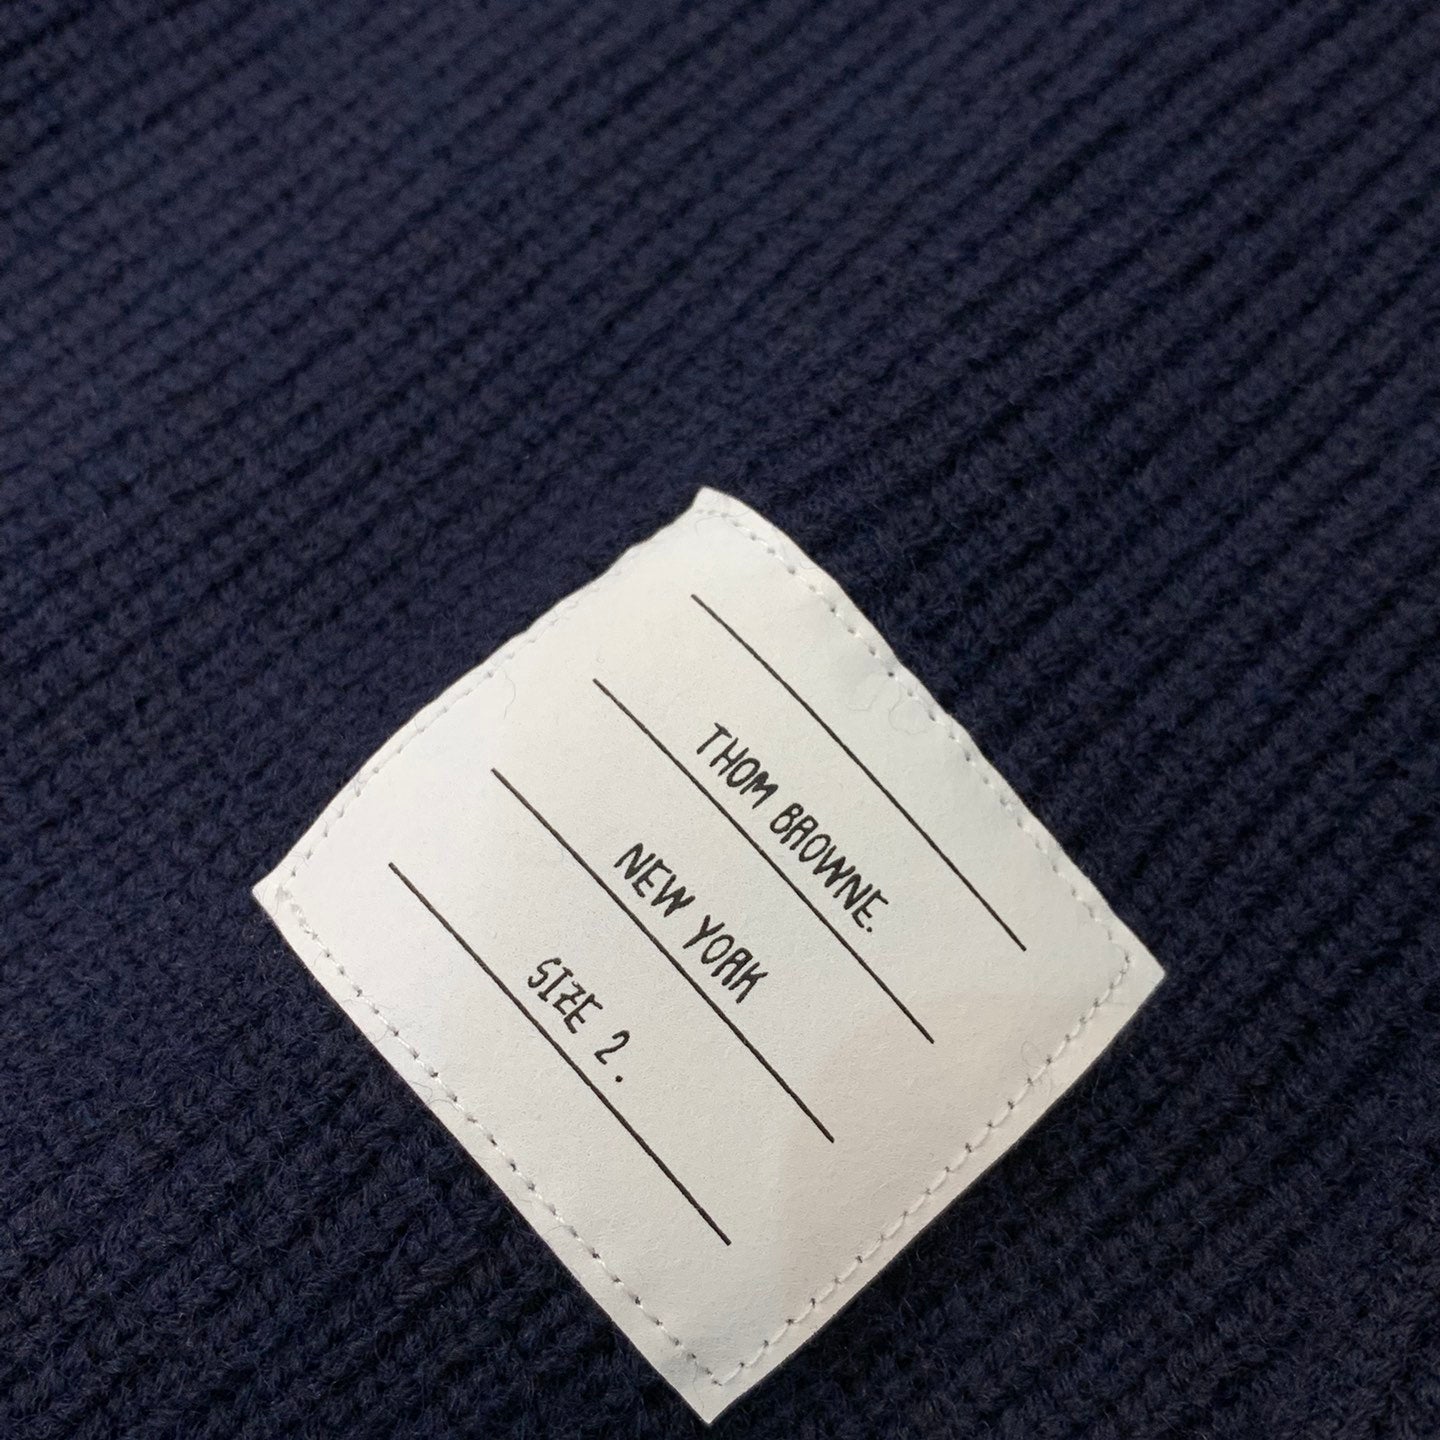 THOM BROWNE.
NEW YORK
SIZE 2.